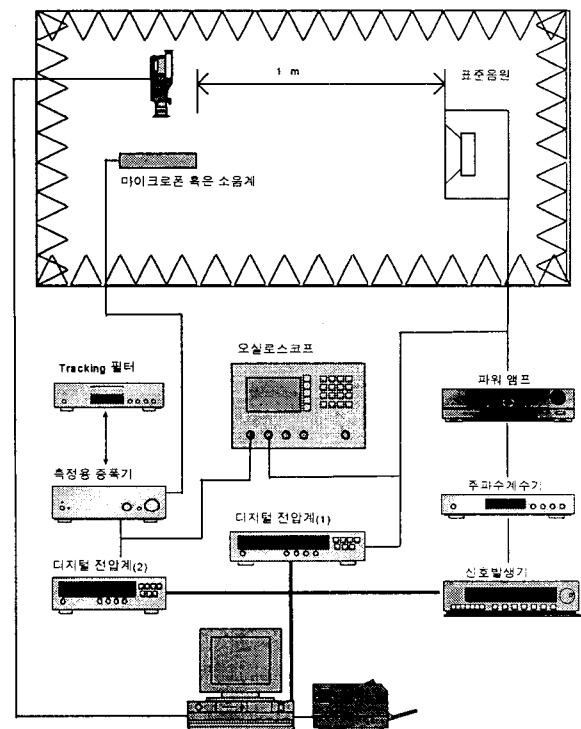 1 m
표준음원
마이크로폰 혹은 소음계
오실로스코프
Tracking 필터
파워 앰프
측정용 증폭기
주파수계수기
디지털 전압계(1)
디지털 전압계(2)
신호발생기